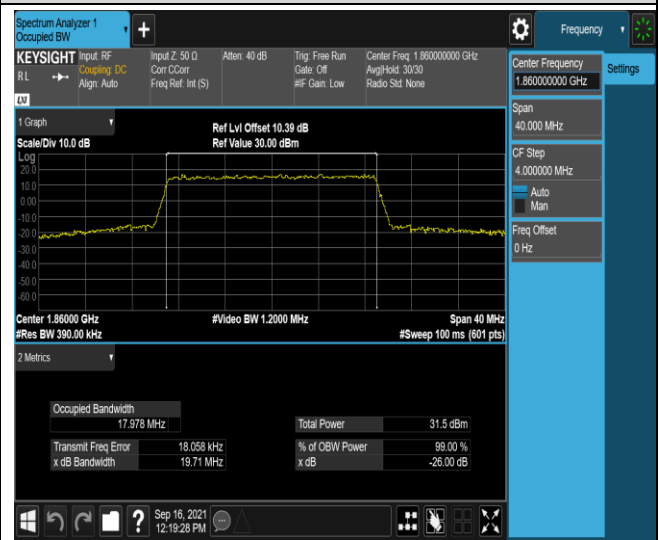 Spectrum Analyzer 1
Occupied BW
+
Frequency
KEYSIGHT Input: RF Input Z: 50 Ω Atten: 40 dB Trig: Free Run Center Freq: 1.860000000 GHz
RL Coupling: DC Corr CCorr Gate: Off Avg|Hold: 30/30
Align: Auto Freq Ref: Int (S) #IF Gain: Low Radio Std: None
LXI
Center Frequency
1.860000000 GHz
Settings
Span
40.000 MHz
CF Step
4.000000 MHz
Auto
Man
Freq Offset
0 Hz
1 Graph
Ref Lvl Offset 10.39 dB
Scale/Div 10.0 dB Ref Value 30.00 dBm
Log
20.0
10.0
0.00
-10.0
-20.0
-30.0
-40.0
-50.0
-60.0
Center 1.86000 GHz #Video BW 1.2000 MHz Span 40 MHz
#Res BW 390.00 kHz #Sweep 100 ms (601 pts)
2 Metrics
Occupied Bandwidth
17.978 MHz Total Power 31.5 dBm
Transmit Freq Error 18.058 kHz % of OBW Power 99.00 %
x dB Bandwidth 19.71 MHz x dB -26.00 dB
? Sep 16, 2021
12:19:28 PM